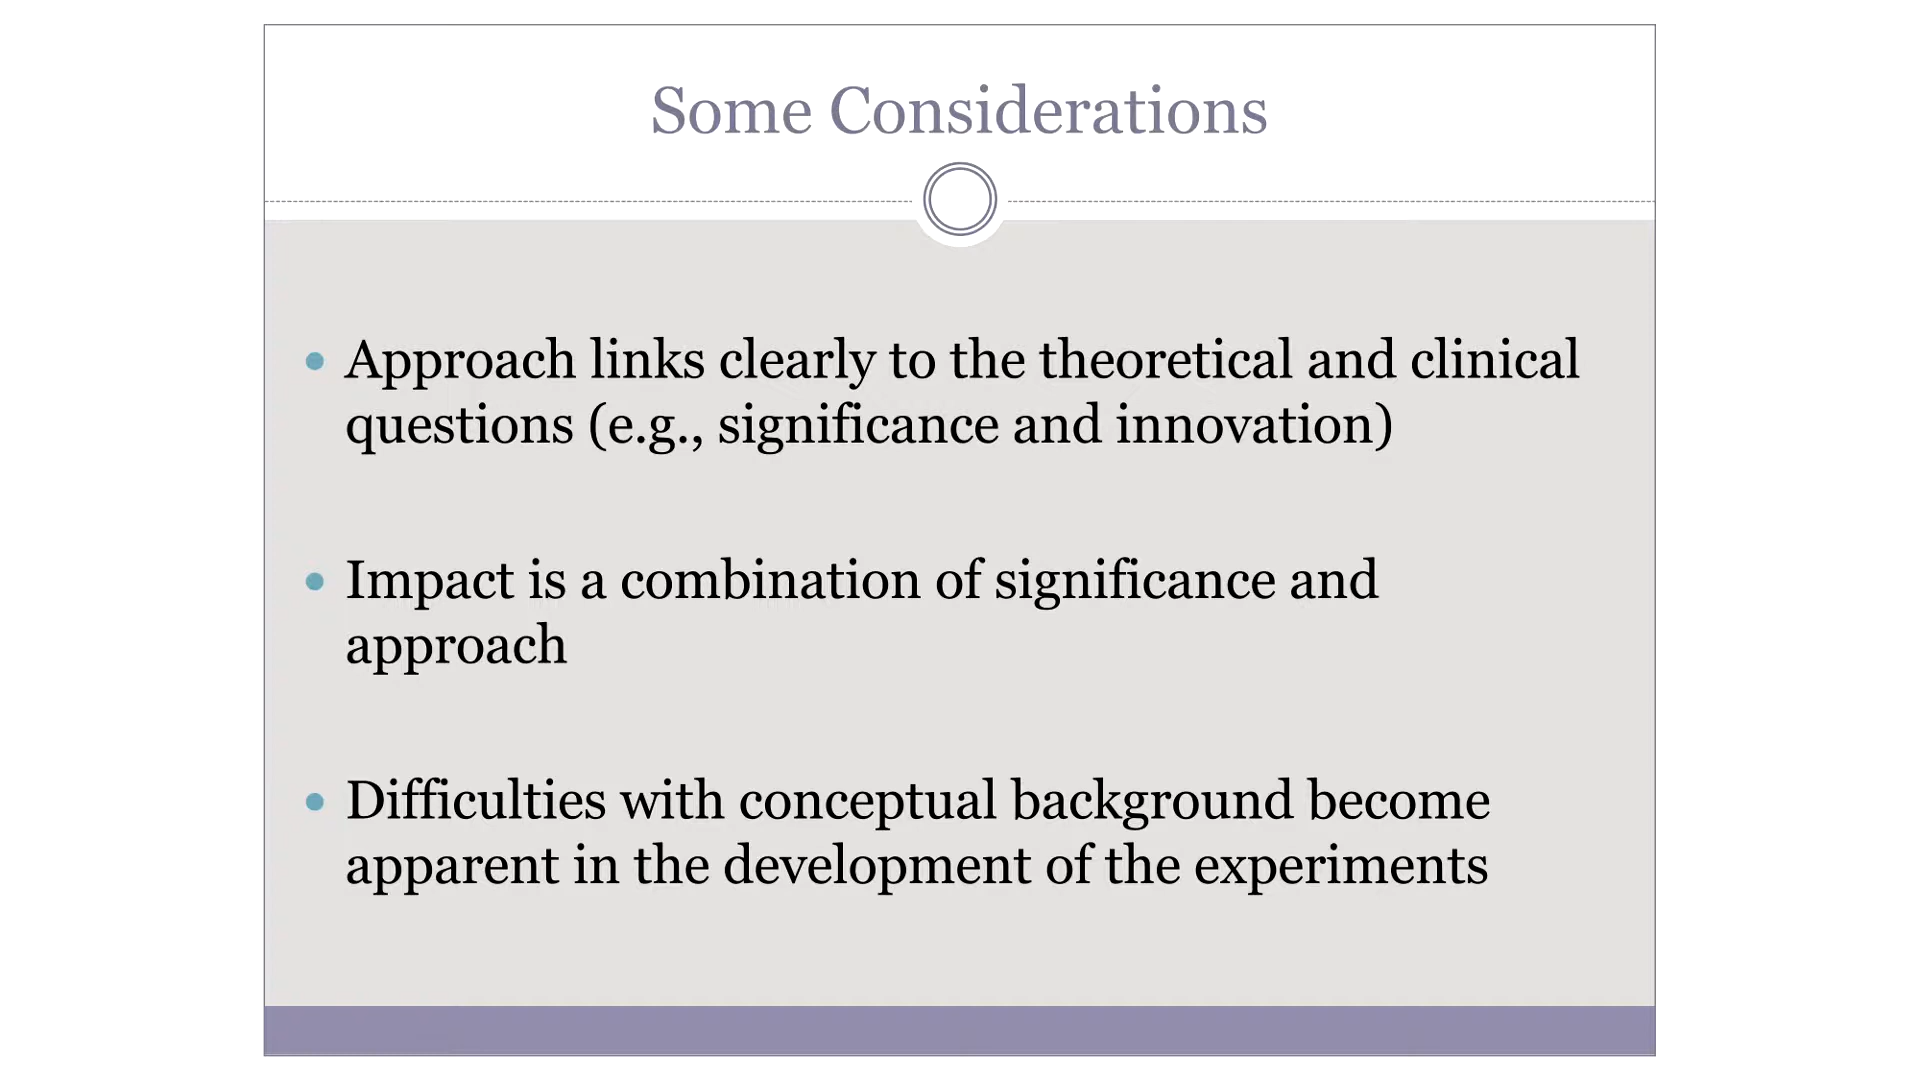 Some Considerations
• Approach links clearly to the theoretical and clinical
questions (e.g., significance and innovation)
• Impact is a combination of significance and
approach
• Difficulties with conceptual background become
apparent in the development of the experiments